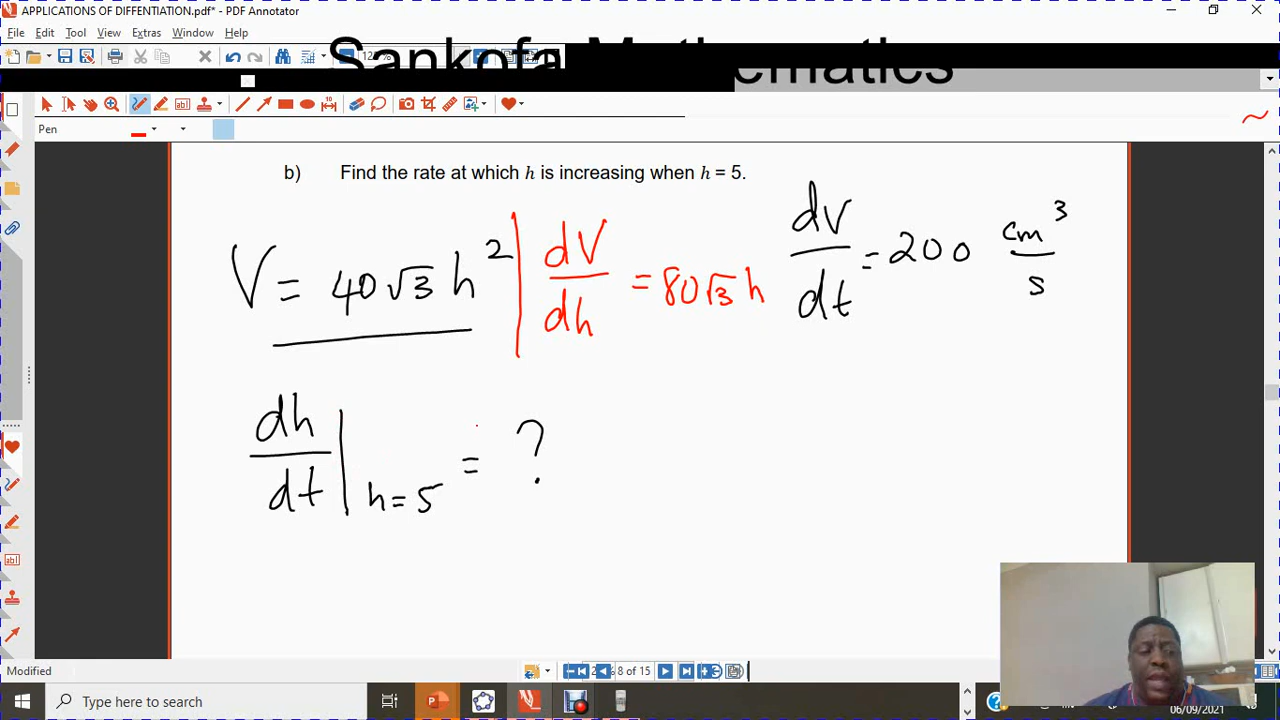 APPLICATIONS OF DIFFENTIATION.pdf* - PDF Annotator
File Edit Tool View Extras Window Help
Sankofa Mathematics
Pen
b) Find the rate at which h is increasing when h = 5.
V = 40√3 h² | dV/dh = 80√3 h
dV/dt = 200 cm³/s
dh/dt | h=5 = ?
Modified
8 of 15
Type here to search
06/09/2021